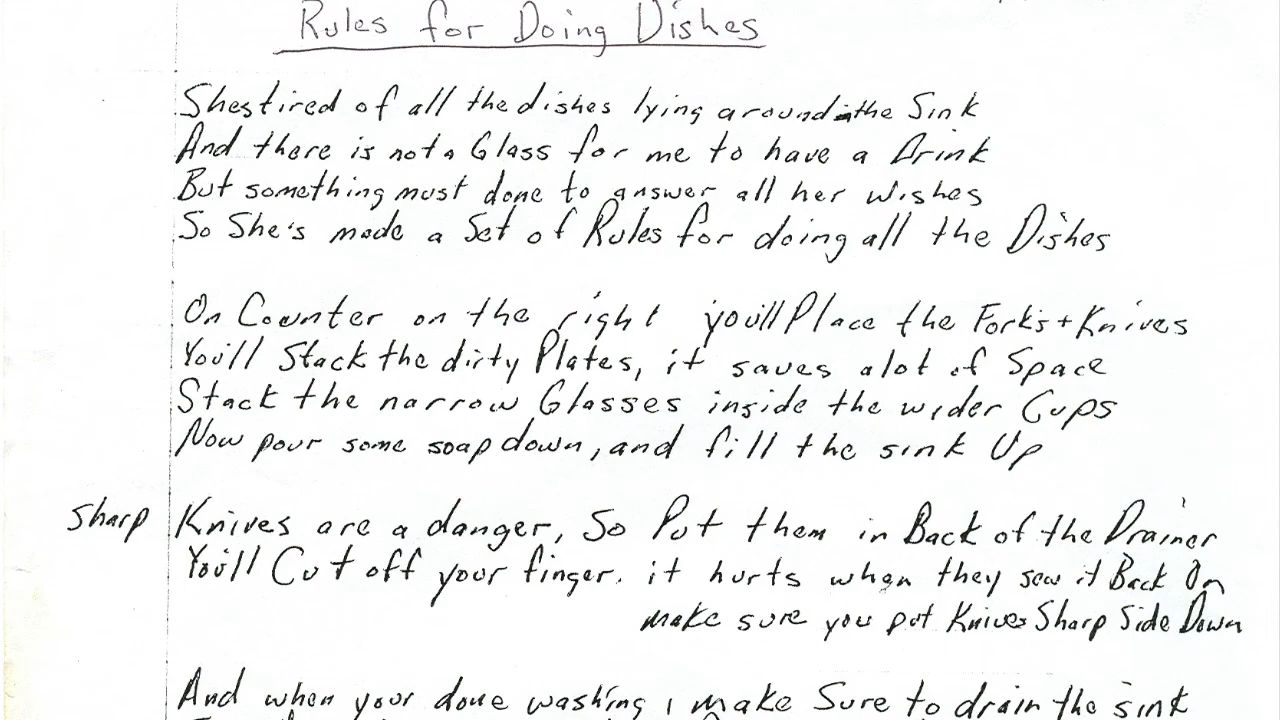 Rules for Doing Dishes
Shes tired of all the dishes lying around the Sink
And there is not a Glass for me to have a Drink
But something must done to answer all her wishes
So She's made a Set of Rules for doing all the Dishes
On Counter on the right you'll Place the Forks + Knives
You'll Stack the dirty Plates, it saves alot of Space
Stack the narrow Glasses inside the wider Cups
Now pour some soap down, and fill the sink Up
Sharp Knives are a danger, So Put them in Back of the Drainer
You'll Cut off your finger. it hurts when they sew it Back On
make sure you put Knives Sharp Side Down
And when your done washing, make Sure to drain the sink